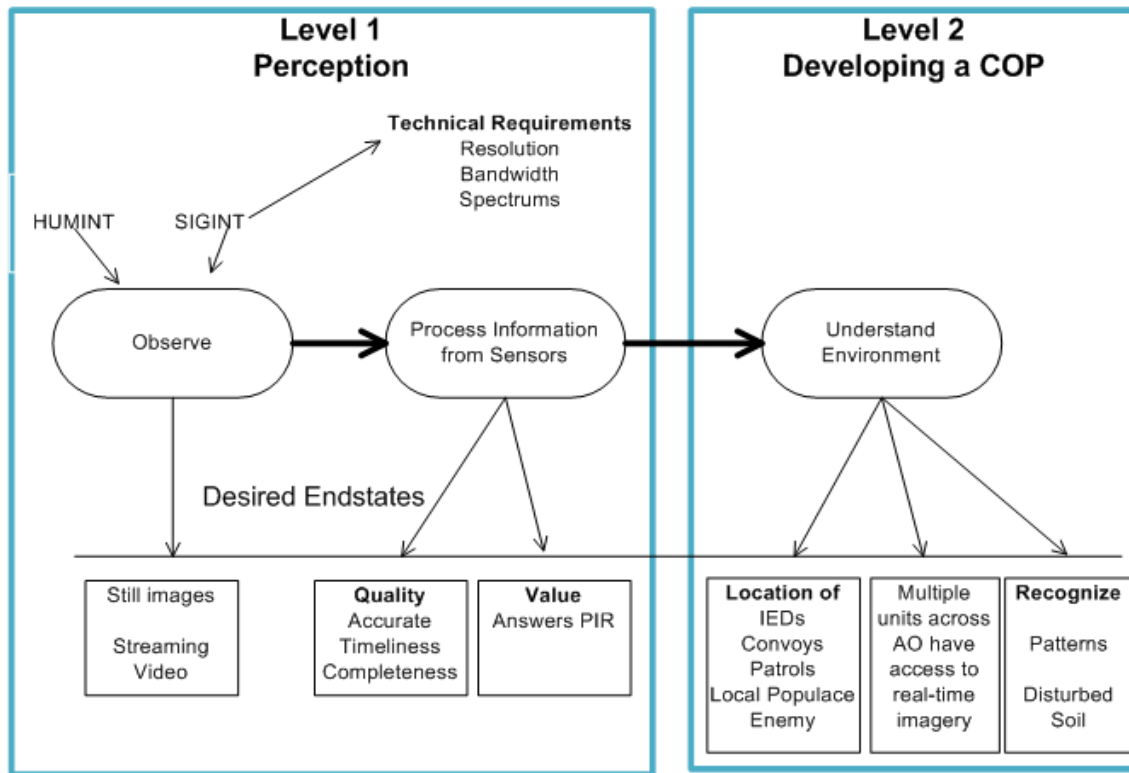 Level 1
Perception
Technical Requirements
Resolution
Bandwidth
Spectrums
HUMINT
SIGINT
Observe
Process Information
from Sensors
Desired Endstates
Still images
Streaming
Video
Quality
Accurate
Timeliness
Completeness
Value
Answers PIR
Level 2
Developing a COP
Understand
Environment
Location of
IEDs
Convoys
Patrols
Local Populace
Enemy
Multiple
units across
AO have
access to
real-time
imagery
Recognize
Patterns
Disturbed
Soil